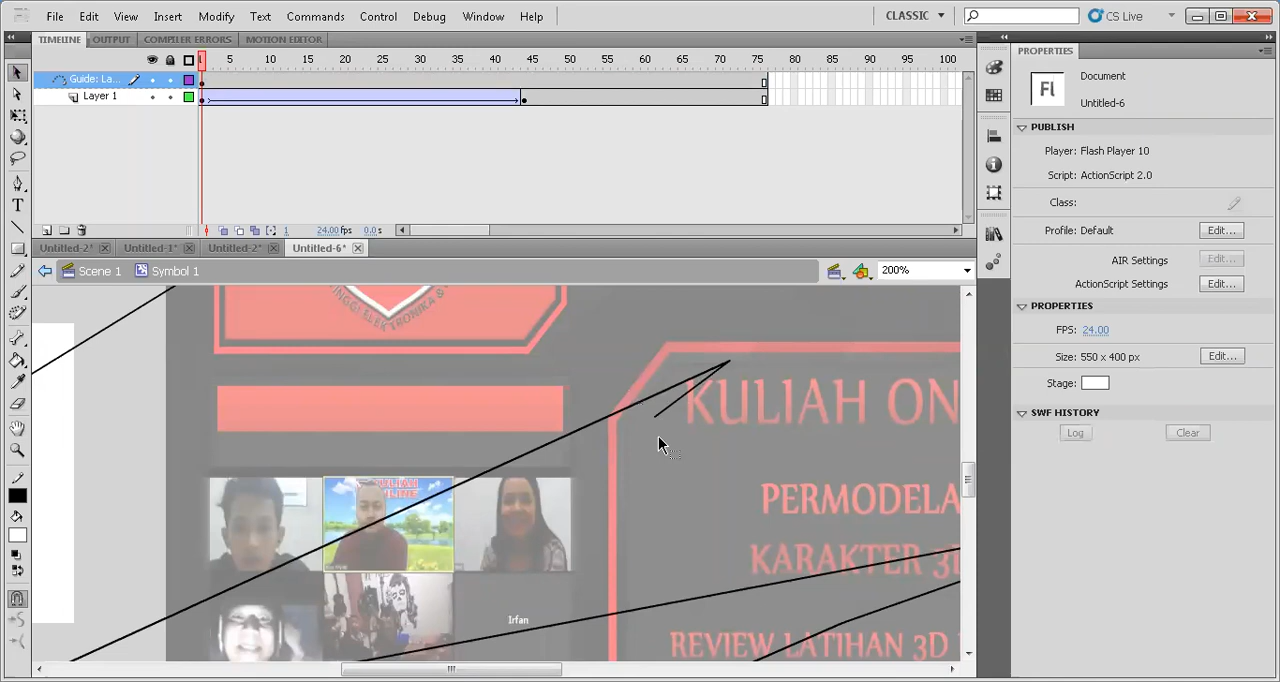 File Edit View Insert Modify Text Commands Control Debug Window Help
CLASSIC
CS Live
TIMELINE OUTPUT COMPILER ERRORS MOTION EDITOR
1 5 10 15 20 25 30 35 40 45 50 55 60 65 70 75 80 85 90 95 100
Guide: La...
Layer 1
1 24.00 fps 0.0 s
Untitled-2* Untitled-1* Untitled-2* Untitled-6*
Scene 1 Symbol 1 200%
TINGGI ELEKTRONIKA &
KULIAH ON
PERMODELA
KARAKTER 3D
REVIEW LATIHAN 3D
Irfan
PROPERTIES
Fl
Document
Untitled-6
PUBLISH
Player: Flash Player 10
Script: ActionScript 2.0
Class:
Profile: Default Edit...
AIR Settings Edit...
ActionScript Settings Edit...
PROPERTIES
FPS: 24.00
Size: 550 x 400 px Edit...
Stage:
SWF HISTORY
Log Clear